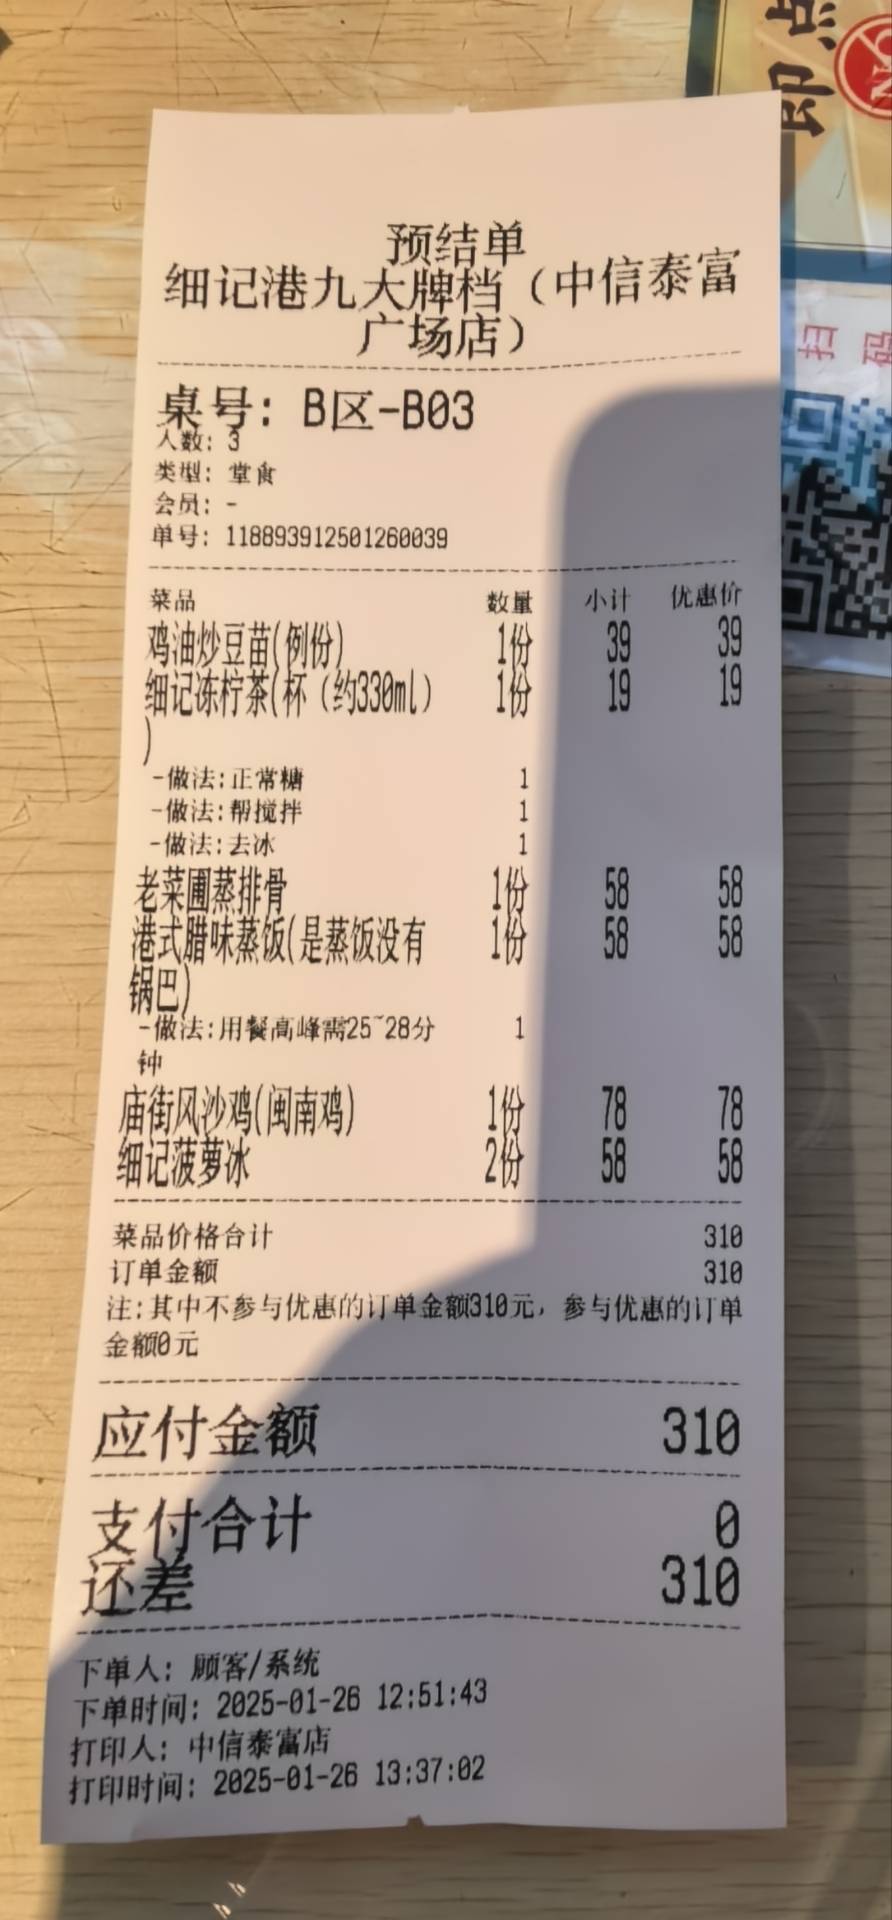 即点
NO
扫码
预结单
细记港九大牌档（中信泰富
广场店）
桌号: B区-B03
人数: 3
类型: 堂食
会员: -
单号: 118893912501260039
菜品 数量 小计 优惠价
鸡油炒豆苗(例份) 1份 39 39
细记冻柠茶(杯（约330ml） 1份 19 19
)
-做法:正常糖 1
-做法:帮搅拌 1
-做法:去冰 1
老菜圃蒸排骨 1份 58 58
港式腊味蒸饭(是蒸饭没有 1份 58 58
锅巴)
-做法:用餐高峰需25~28分 1
钟
庙街风沙鸡(闽南鸡) 1份 78 78
细记菠萝冰 2份 58 58
菜品价格合计 310
订单金额 310
注:其中不参与优惠的订单金额310元，参与优惠的订单
金额0元
应付金额 310
支付合计 0
还差 310
下单人: 顾客/系统
下单时间: 2025-01-26 12:51:43
打印人: 中信泰富店
打印时间: 2025-01-26 13:37:02